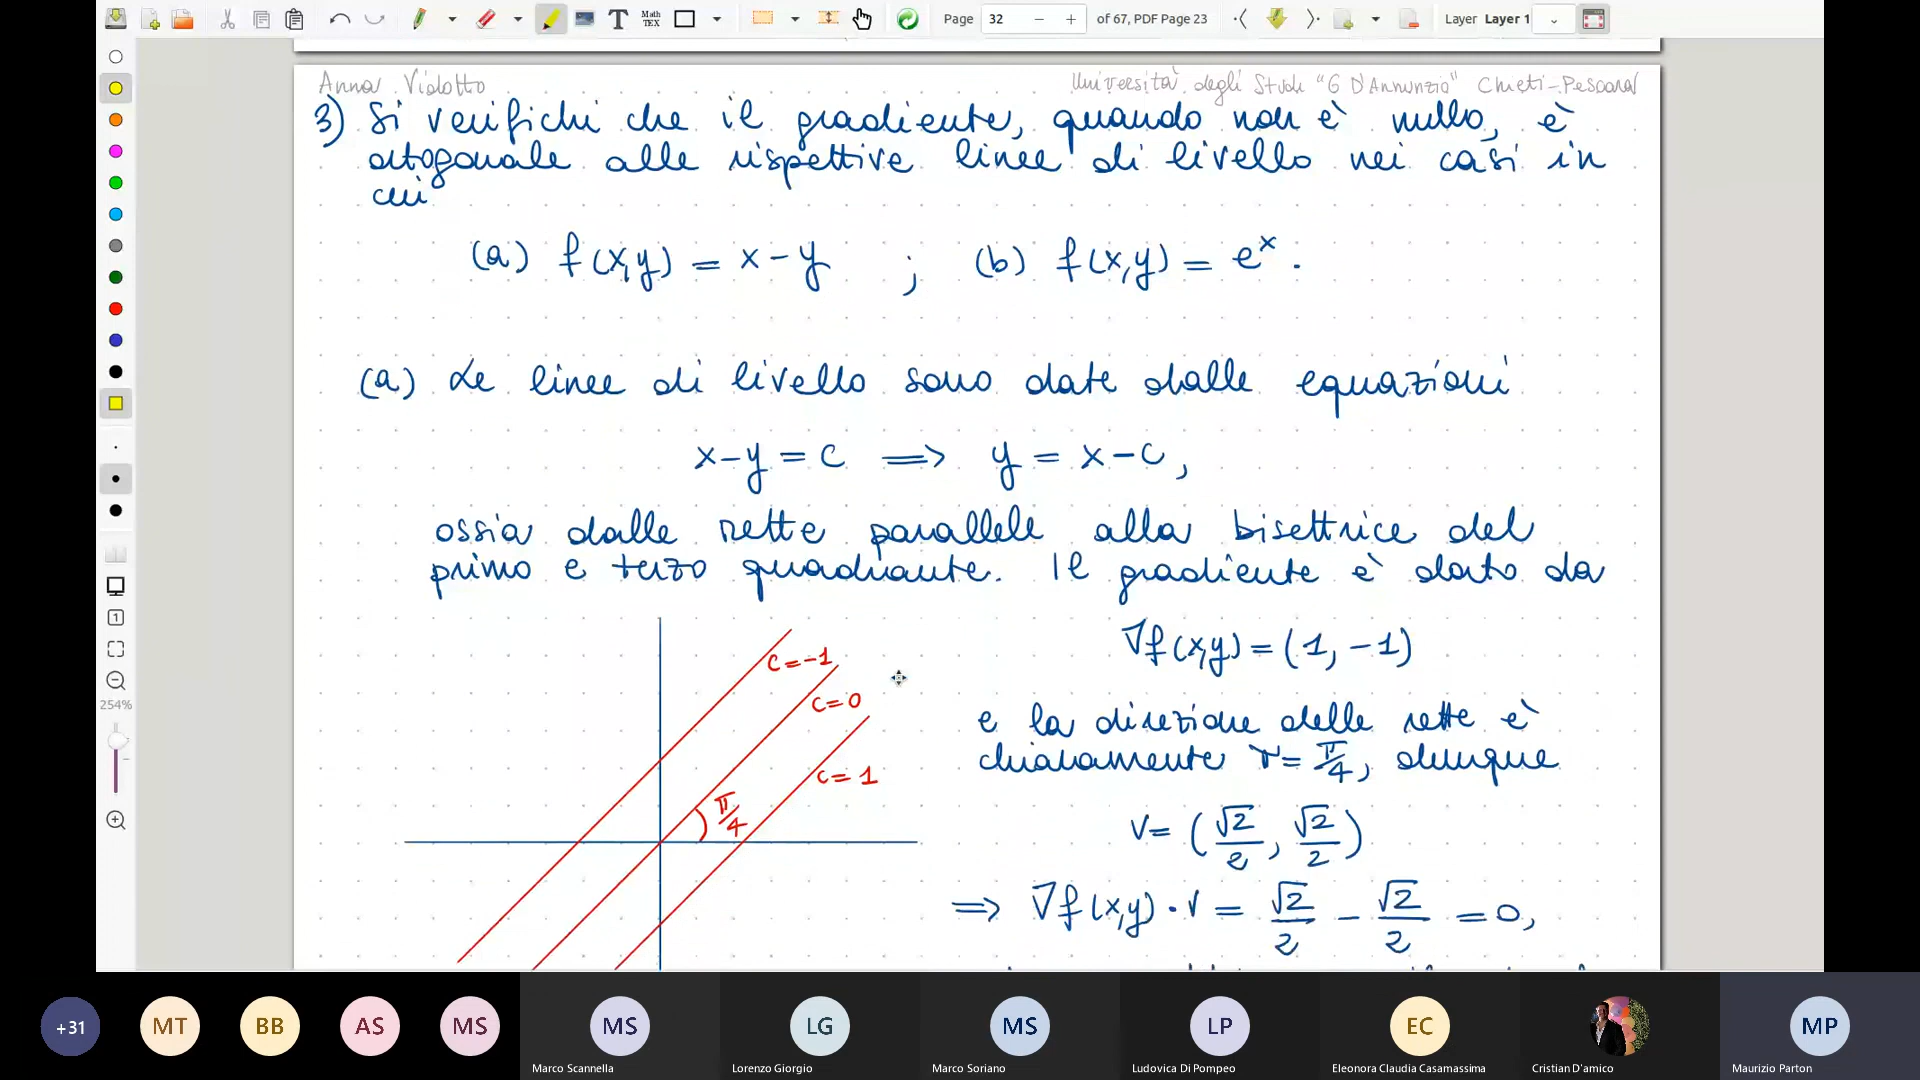 Page 32 of 67, PDF Page 23 Layer Layer 1
Anna Vidotto Università degli Studi "G D'Annunzio" Chieti-Pescara
3) Si verifichi che il gradiente, quando non è nullo, è
ortogonale alle rispettive linee di livello nei casi in
cui
(a) f(x,y) = x-y ; (b) f(x,y) = e^x.
(a) Le linee di livello sono date dalle equazioni
x-y = c ⟹ y = x-c,
ossia dalle rette parallele alla bisettrice del
primo e terzo quadrante. Il gradiente è dato da
∇f(x,y) = (1, -1)
c=-1
c=0
c=1
π/4
e la direzione delle rette è
chiaramente r = π/4, dunque
v = (√2/2, √2/2)
⟹ ∇f(x,y)·v = √2/2 - √2/2 = 0,
254%
+31 MT BB AS MS MS LG MS LP EC MP
Marco Scannella Lorenzo Giorgio Marco Soriano Ludovica Di Pompeo Eleonora Claudia Casamassima Cristian D'amico Maurizio Parton